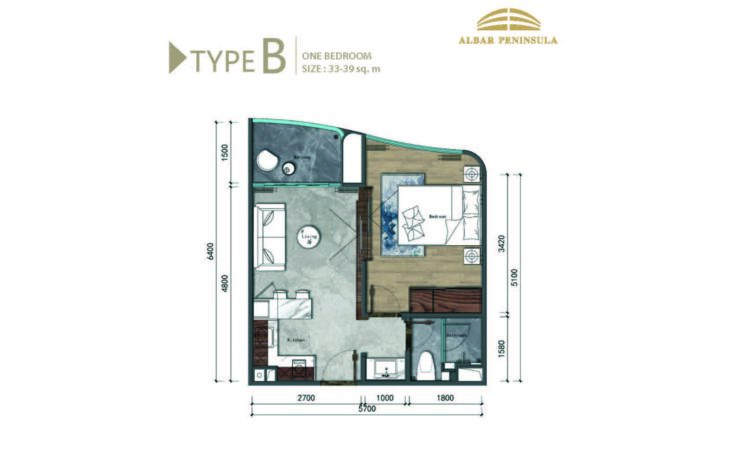 ALBAR PENINSULA
TYPE B
ONE BEDROOM
SIZE : 33-39 sq. m
1500
6400
4800
Balcony
Living
Bedroom
Kitchen
Bathroom
3420
5100
1580
2700
1000
1800
5700